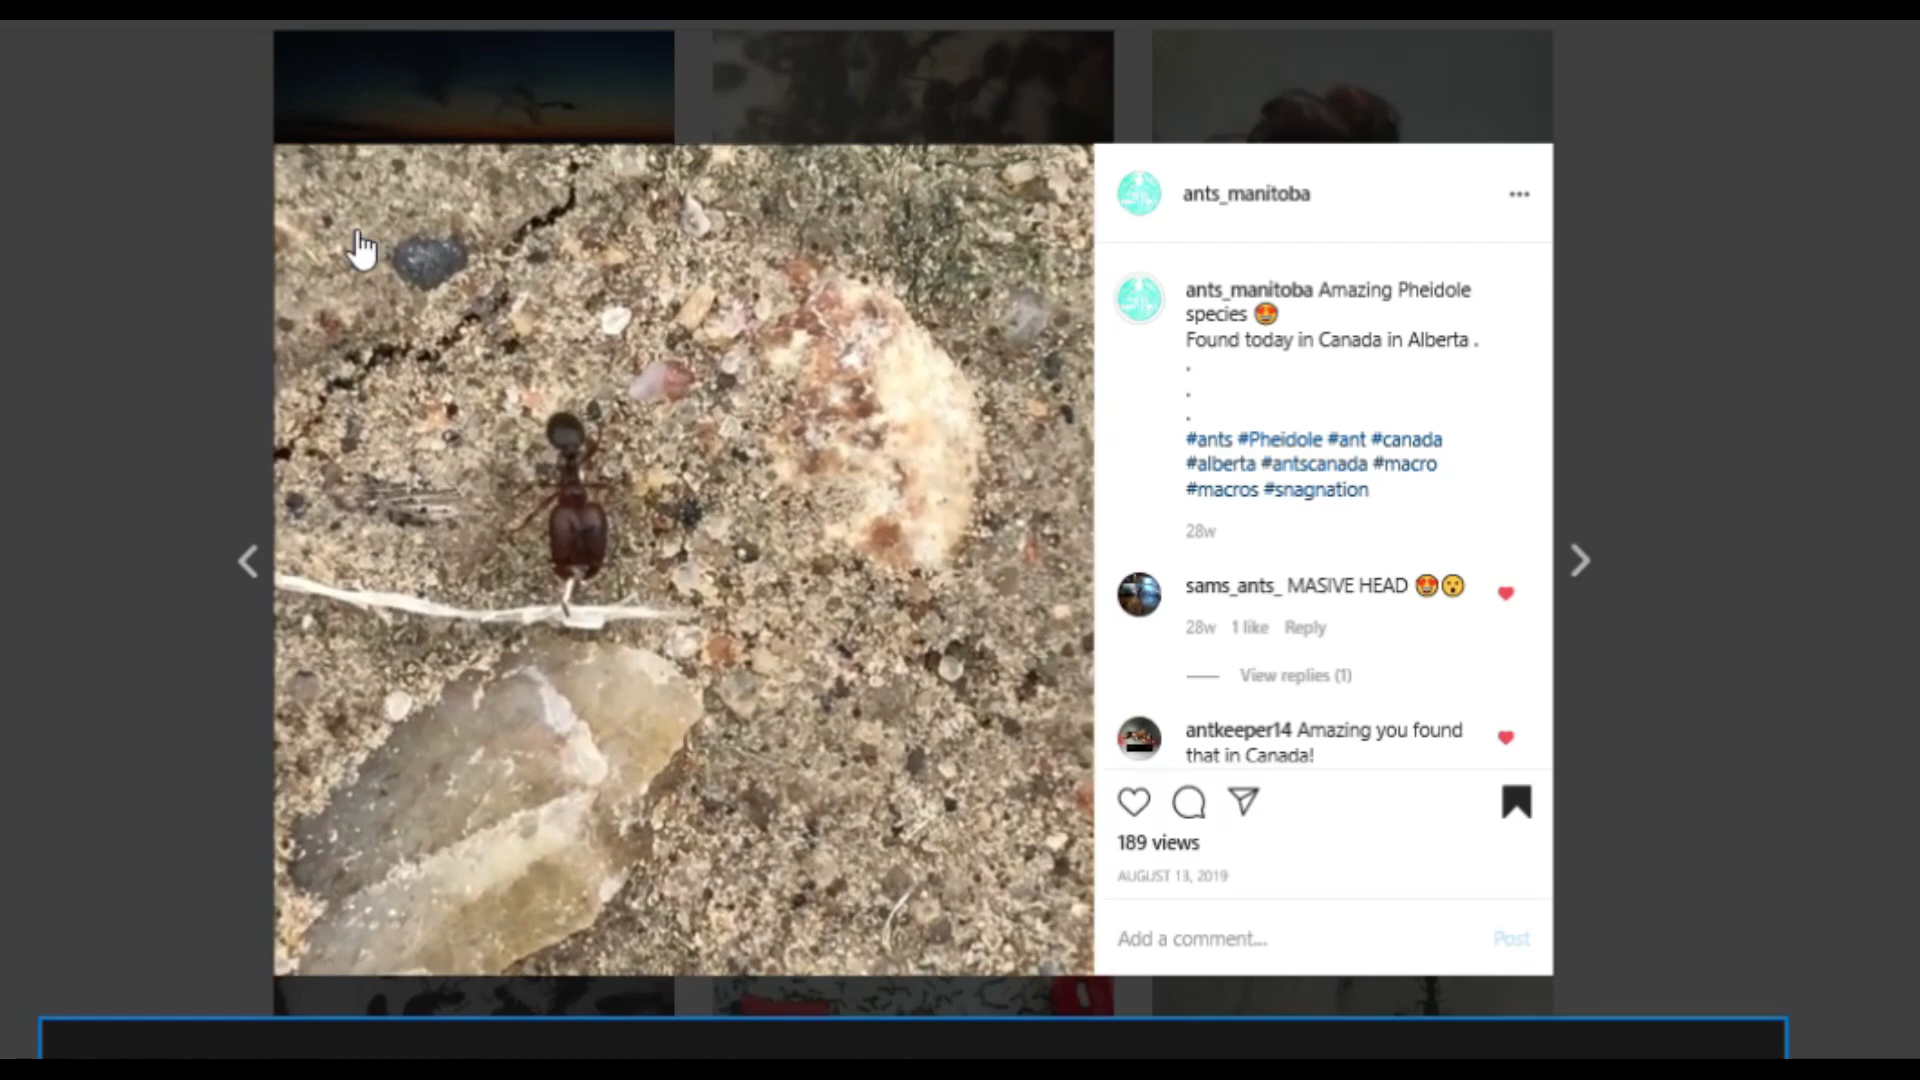 ants_manitoba
ants_manitoba Amazing Pheidole
species 🤩
Found today in Canada in Alberta .
.
.
.
#ants #Pheidole #ant #canada
#alberta #antscanada #macro
#macros #snagnation
28w
sams_ants_ MASIVE HEAD 🤩😮
28w 1 like Reply
View replies (1)
antkeeper14 Amazing you found
that in Canada!
189 views
AUGUST 13, 2019
Add a comment...
Post